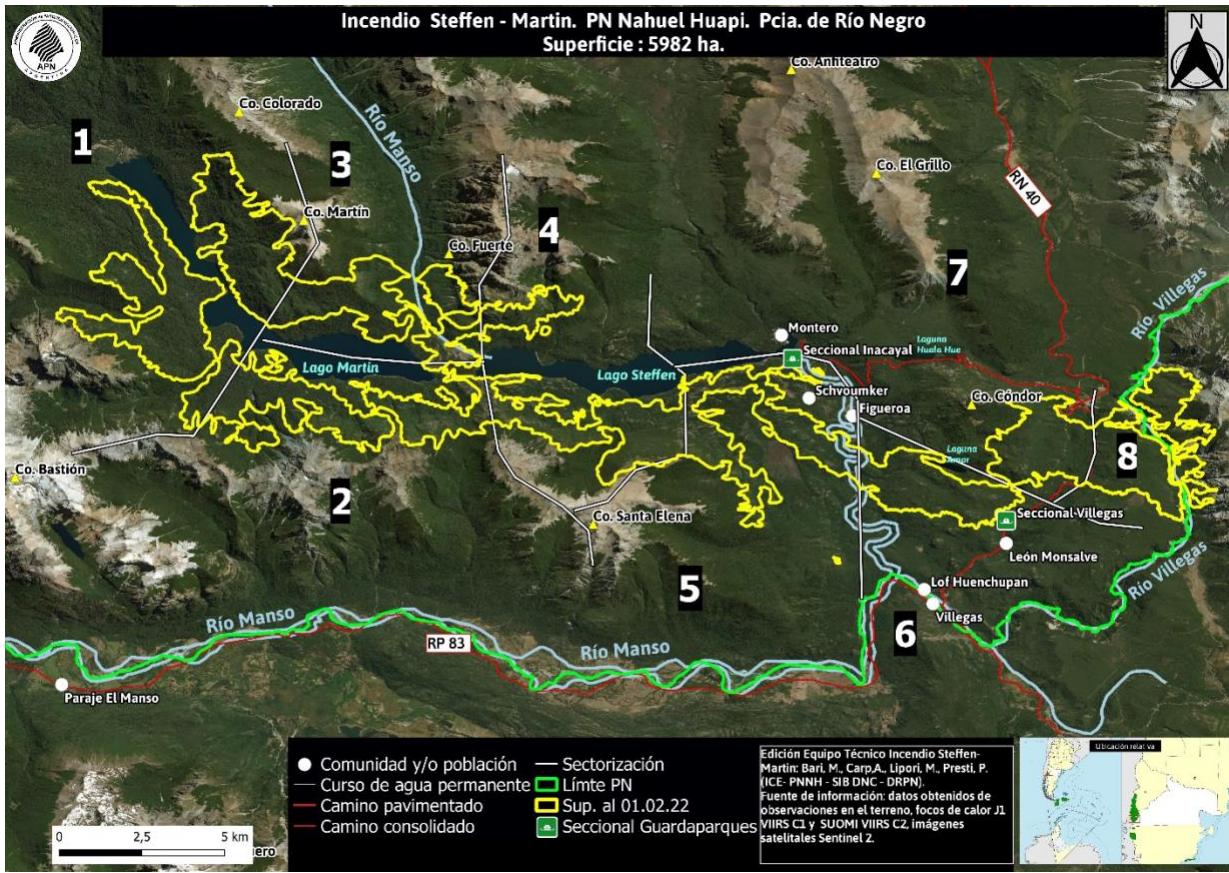 Incendio Steffen - Martin. PN Nahuel Huapi. Pcia. de Río Negro
Superficie : 5982 ha.
APN
ARGENTINA
N
Co. Anfiteatro
Co. Colorado
Río Manso
1
3
Co. El Grillo
RN 40
Co. Martín
4
Co. Fuerte
7
Río Villegas
Montero
Laguna
Huala Hue
Seccional Inacayal
Lago Martín
Lago Steffen
Schvoumker
Co. Cóndor
Figueroa
Laguna
8
Co. Bastión
2
Co. Santa Elena
Seccional Villegas
León Monsalve
5
Lof Huenchupan
Río Villegas
Villegas
Río Manso
6
RP 83
Río Manso
Paraje El Manso
Comunidad y/o población
Curso de agua permanente
Camino pavimentado
Camino consolidado
Sectorización
Límte PN
Sup. al 01.02.22
Seccional Guardaparques
Edición Equipo Técnico Incendio Steffen-
Martin: Bari, M., Carp,A., Lipori, M., Presti, P.
(ICE- PNNH - SIB DNC - DRPN).
Fuente de información: datos obtenidos de
observaciones en el terreno, focos de calor J1
VIIRS C1 y SUOMI VIIRS C2, imágenes
satelitales Sentinel 2.
Ubicación relativa
0 2,5 5 km